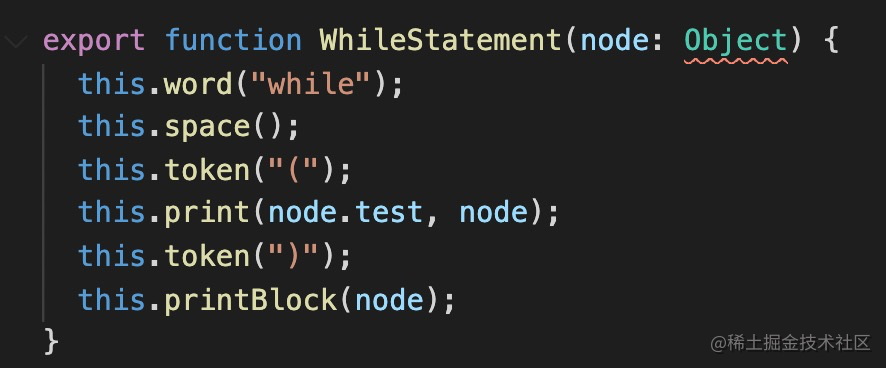 export function WhileStatement(node: Object) {
  this.word("while");
  this.space();
  this.token("(");
  this.print(node.test, node);
  this.token(")");
  this.printBlock(node);
}
@稀土掘金技术社区